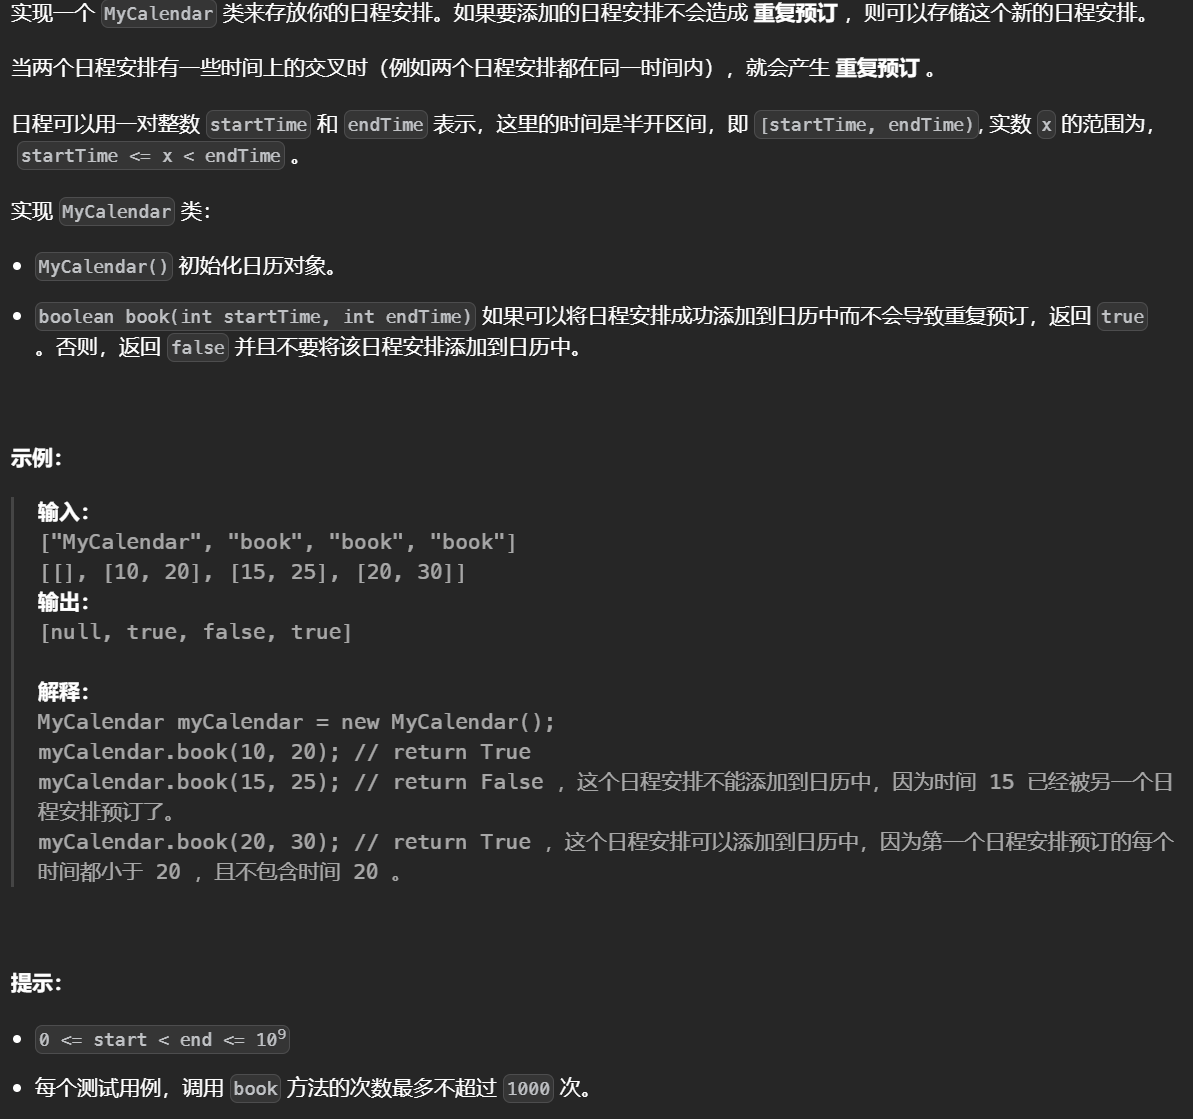 实现一个 MyCalendar 类来存放你的日程安排。如果要添加的日程安排不会造成 重复预订 ，则可以存储这个新的日程安排。
当两个日程安排有一些时间上的交叉时（例如两个日程安排都在同一时间内），就会产生 重复预订 。
日程可以用一对整数 startTime 和 endTime 表示，这里的时间是半开区间，即 [startTime, endTime), 实数 x 的范围为，
startTime <= x < endTime 。
实现 MyCalendar 类：
• MyCalendar() 初始化日历对象。
• boolean book(int startTime, int endTime) 如果可以将日程安排成功添加到日历中而不会导致重复预订，返回 true
。否则，返回 false 并且不要将该日程安排添加到日历中。
示例：
输入：
["MyCalendar", "book", "book", "book"]
[[], [10, 20], [15, 25], [20, 30]]
输出：
[null, true, false, true]
解释：
MyCalendar myCalendar = new MyCalendar();
myCalendar.book(10, 20); // return True
myCalendar.book(15, 25); // return False ，这个日程安排不能添加到日历中，因为时间 15 已经被另一个日
程安排预订了。
myCalendar.book(20, 30); // return True ，这个日程安排可以添加到日历中，因为第一个日程安排预订的每个
时间都小于 20 ，且不包含时间 20 。
提示：
• 0 <= start < end <= 10⁹
• 每个测试用例，调用 book 方法的次数最多不超过 1000 次。